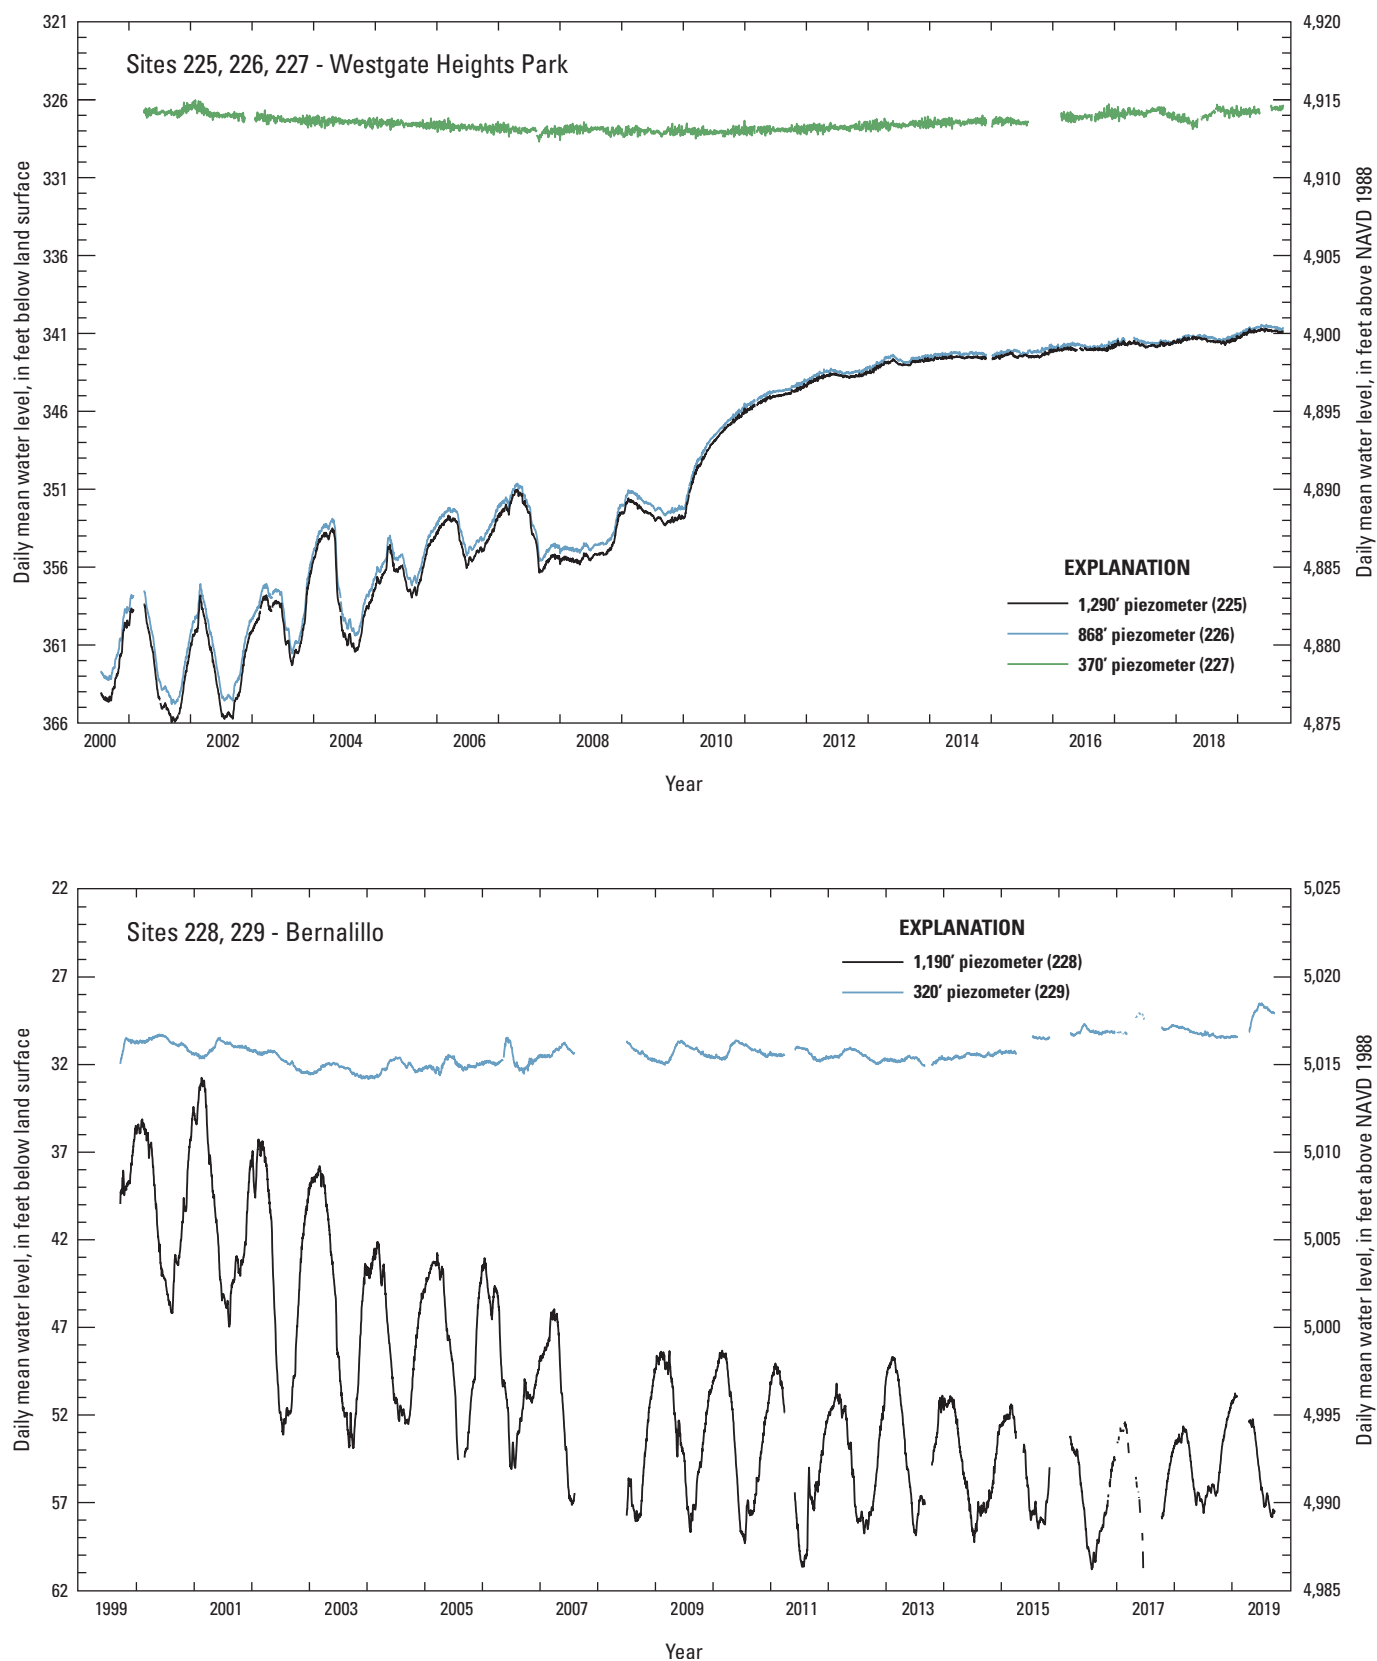 Sites 225, 226, 227 - Westgate Heights Park
Daily mean water level, in feet below land surface
321
326
331
336
341
346
351
356
361
366
4,920
4,915
4,910
4,905
4,900
4,895
4,890
4,885
4,880
4,875
Daily mean water level, in feet above NAVD 1988
EXPLANATION
1,290’ piezometer (225)
868’ piezometer (226)
370’ piezometer (227)
2000 2002 2004 2006 2008 2010 2012 2014 2016 2018
Year
Sites 228, 229 - Bernalillo
EXPLANATION
1,190’ piezometer (228)
320’ piezometer (229)
Daily mean water level, in feet below land surface
22
27
32
37
42
47
52
57
62
5,025
5,020
5,015
5,010
5,005
5,000
4,995
4,990
4,985
Daily mean water level, in feet above NAVD 1988
1999 2001 2003 2005 2007 2009 2011 2013 2015 2017 2019
Year